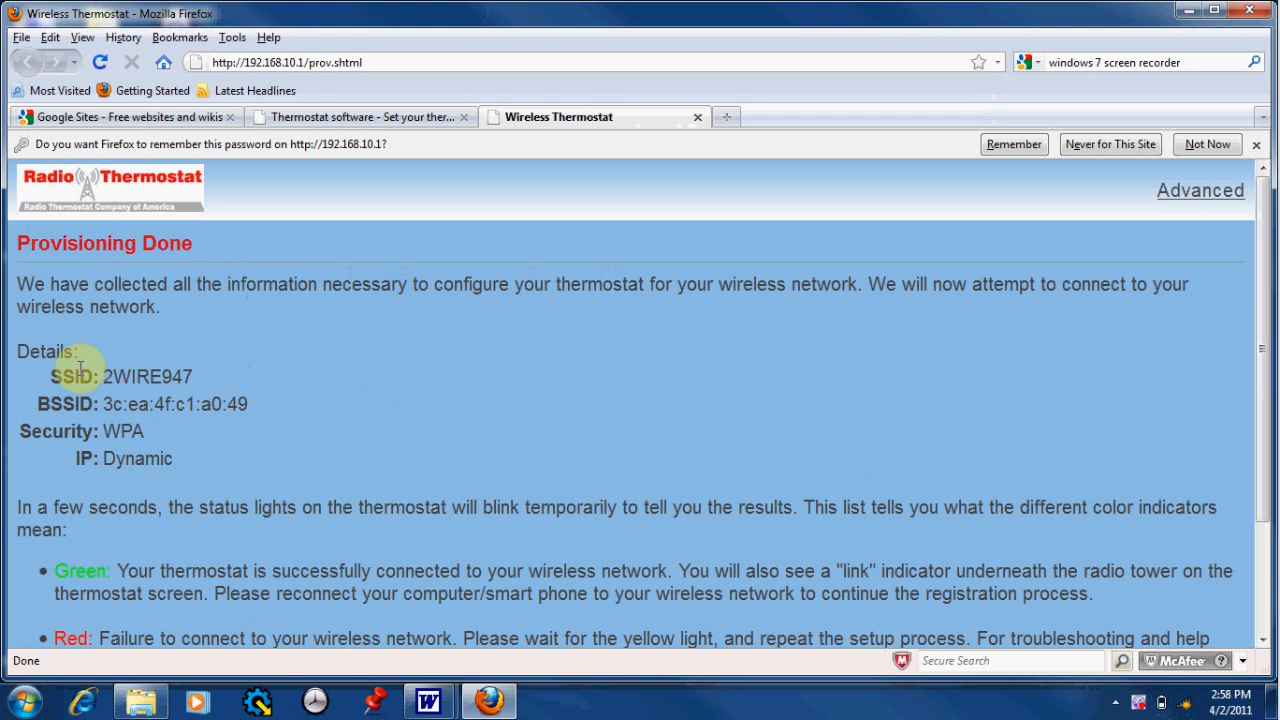 Wireless Thermostat - Mozilla Firefox
File Edit View History Bookmarks Tools Help
http://192.168.10.1/prov.shtml
windows 7 screen recorder
Most Visited Getting Started Latest Headlines
Google Sites - Free websites and wikis
Thermostat software - Set your ther...
Wireless Thermostat
Do you want Firefox to remember this password on http://192.168.10.1?
Remember Never for This Site Not Now
Radio Thermostat
Radio Thermostat Company of America
Advanced
Provisioning Done
We have collected all the information necessary to configure your thermostat for your wireless network. We will now attempt to connect to your
wireless network.
Details:
SSID: 2WIRE947
BSSID: 3c:ea:4f:c1:a0:49
Security: WPA
IP: Dynamic
In a few seconds, the status lights on the thermostat will blink temporarily to tell you the results. This list tells you what the different color indicators
mean:
• Green: Your thermostat is successfully connected to your wireless network. You will also see a "link" indicator underneath the radio tower on the
thermostat screen. Please reconnect your computer/smart phone to your wireless network to continue the registration process.
• Red: Failure to connect to your wireless network. Please wait for the yellow light, and repeat the setup process. For troubleshooting and help
Done
Secure Search
McAfee
2:58 PM
4/2/2011